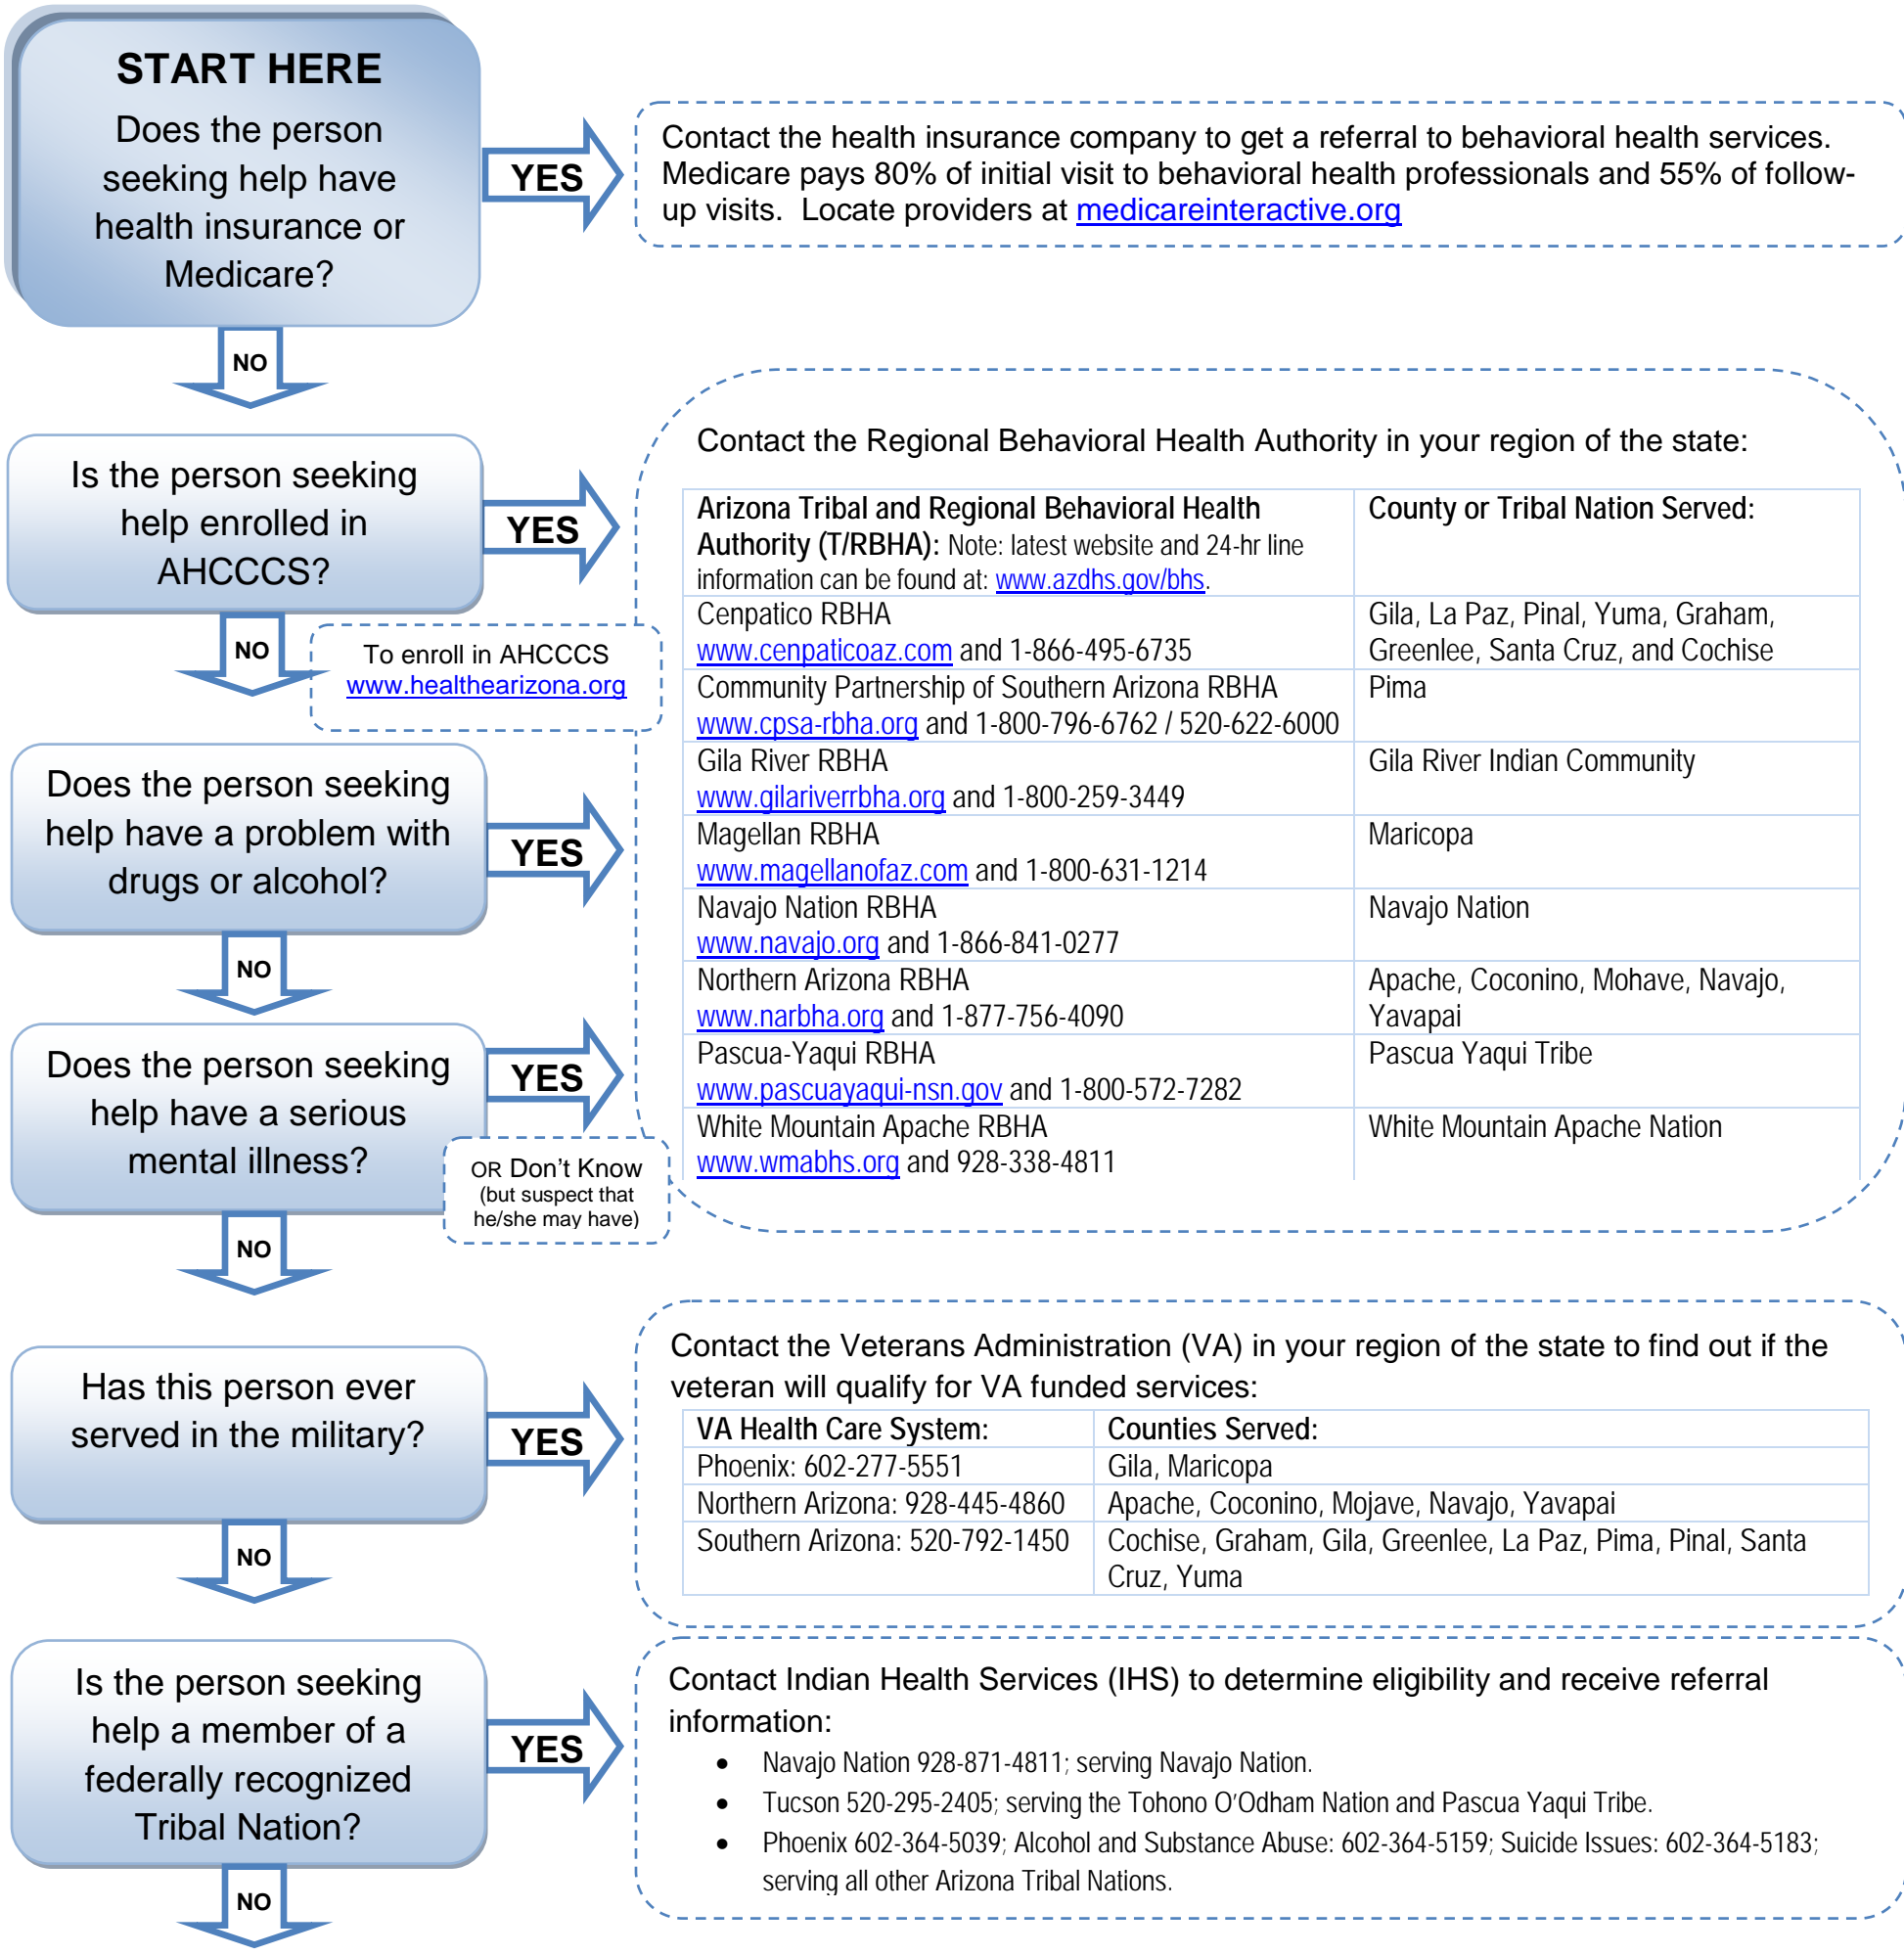 START HERE
Does the person
seeking help have
health insurance or
Medicare?
YES
Contact the health insurance company to get a referral to behavioral health services.
Medicare pays 80% of initial visit to behavioral health professionals and 55% of follow-
up visits. Locate providers at medicareinteractive.org
NO
Is the person seeking
help enrolled in
AHCCCS?
YES
NO
To enroll in AHCCCS
www.healthearizona.org
Does the person seeking
help have a problem with
drugs or alcohol?
YES
NO
Does the person seeking
help have a serious
mental illness?
YES
OR Don't Know
(but suspect that
he/she may have)
NO
Contact the Regional Behavioral Health Authority in your region of the state:
Arizona Tribal and Regional Behavioral Health
Authority (T/RBHA): Note: latest website and 24-hr line
information can be found at: www.azdhs.gov/bhs.
County or Tribal Nation Served:
Cenpatico RBHA
www.cenpaticoaz.com and 1-866-495-6735
Gila, La Paz, Pinal, Yuma, Graham,
Greenlee, Santa Cruz, and Cochise
Community Partnership of Southern Arizona RBHA
www.cpsa-rbha.org and 1-800-796-6762 / 520-622-6000
Pima
Gila River RBHA
www.gilariverrbha.org and 1-800-259-3449
Gila River Indian Community
Magellan RBHA
www.magellanofaz.com and 1-800-631-1214
Maricopa
Navajo Nation RBHA
www.navajo.org and 1-866-841-0277
Navajo Nation
Northern Arizona RBHA
www.narbha.org and 1-877-756-4090
Apache, Coconino, Mohave, Navajo,
Yavapai
Pascua-Yaqui RBHA
www.pascuayaqui-nsn.gov and 1-800-572-7282
Pascua Yaqui Tribe
White Mountain Apache RBHA
www.wmabhs.org and 928-338-4811
White Mountain Apache Nation
Has this person ever
served in the military?
YES
NO
Contact the Veterans Administration (VA) in your region of the state to find out if the
veteran will qualify for VA funded services:
VA Health Care System:
Counties Served:
Phoenix: 602-277-5551
Gila, Maricopa
Northern Arizona: 928-445-4860
Apache, Coconino, Mojave, Navajo, Yavapai
Southern Arizona: 520-792-1450
Cochise, Graham, Gila, Greenlee, La Paz, Pima, Pinal, Santa
Cruz, Yuma
Is the person seeking
help a member of a
federally recognized
Tribal Nation?
YES
NO
Contact Indian Health Services (IHS) to determine eligibility and receive referral
information:
• Navajo Nation 928-871-4811; serving Navajo Nation.
• Tucson 520-295-2405; serving the Tohono O'Odham Nation and Pascua Yaqui Tribe.
• Phoenix 602-364-5039; Alcohol and Substance Abuse: 602-364-5159; Suicide Issues: 602-364-5183;
serving all other Arizona Tribal Nations.